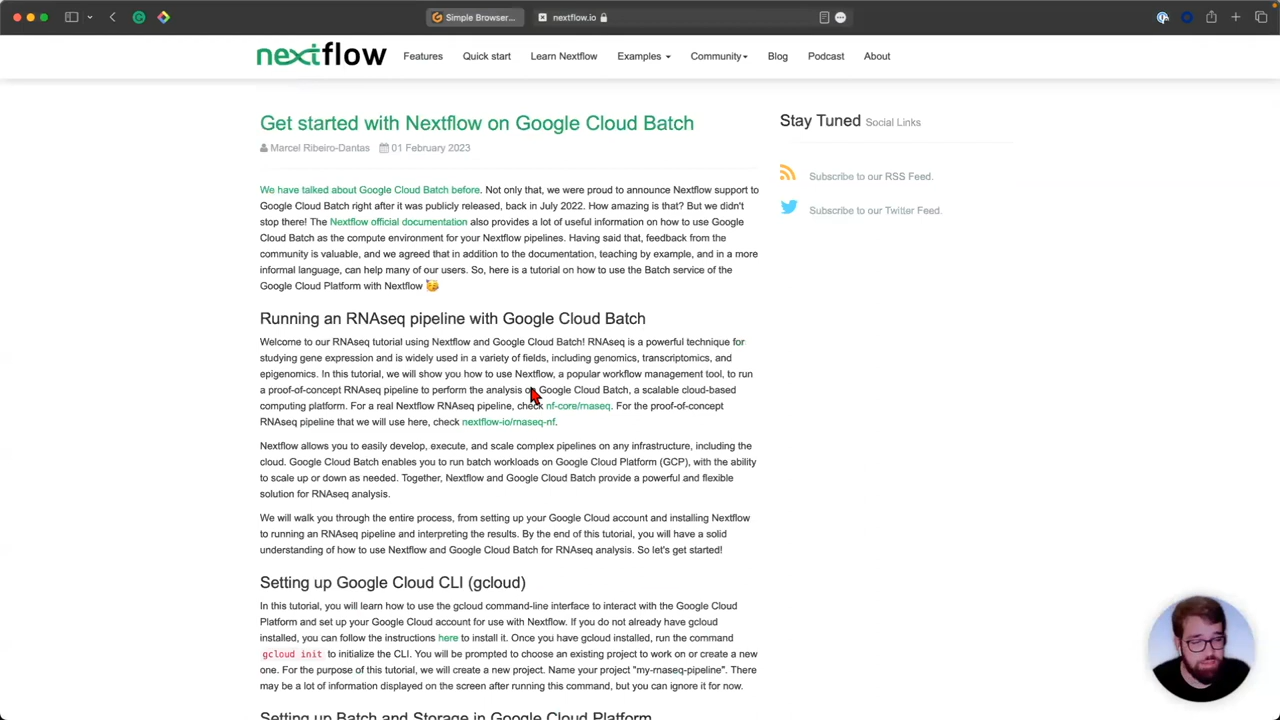 Simple Browser...
nextflow.io
nextflow
Features
Quick start
Learn Nextflow
Examples
Community
Blog
Podcast
About
Get started with Nextflow on Google Cloud Batch
Marcel Ribeiro-Dantas 01 February 2023
We have talked about Google Cloud Batch before. Not only that, we were proud to announce Nextflow support to
Google Cloud Batch right after it was publicly released, back in July 2022. How amazing is that? But we didn't
stop there! The Nextflow official documentation also provides a lot of useful information on how to use Google
Cloud Batch as the compute environment for your Nextflow pipelines. Having said that, feedback from the
community is valuable, and we agreed that in addition to the documentation, teaching by example, and in a more
informal language, can help many of our users. So, here is a tutorial on how to use the Batch service of the
Google Cloud Platform with Nextflow 🥳
Running an RNAseq pipeline with Google Cloud Batch
Welcome to our RNAseq tutorial using Nextflow and Google Cloud Batch! RNAseq is a powerful technique for
studying gene expression and is widely used in a variety of fields, including genomics, transcriptomics, and
epigenomics. In this tutorial, we will show you how to use Nextflow, a popular workflow management tool, to run
a proof-of-concept RNAseq pipeline to perform the analysis on Google Cloud Batch, a scalable cloud-based
computing platform. For a real Nextflow RNAseq pipeline, check nf-core/rnaseq. For the proof-of-concept
RNAseq pipeline that we will use here, check nextflow-io/rnaseq-nf.
Nextflow allows you to easily develop, execute, and scale complex pipelines on any infrastructure, including the
cloud. Google Cloud Batch enables you to run batch workloads on Google Cloud Platform (GCP), with the ability
to scale up or down as needed. Together, Nextflow and Google Cloud Batch provide a powerful and flexible
solution for RNAseq analysis.
We will walk you through the entire process, from setting up your Google Cloud account and installing Nextflow
to running an RNAseq pipeline and interpreting the results. By the end of this tutorial, you will have a solid
understanding of how to use Nextflow and Google Cloud Batch for RNAseq analysis. So let's get started!
Setting up Google Cloud CLI (gcloud)
In this tutorial, you will learn how to use the gcloud command-line interface to interact with the Google Cloud
Platform and set up your Google Cloud account for use with Nextflow. If you do not already have gcloud
installed, you can follow the instructions here to install it. Once you have gcloud installed, run the command
gcloud init to initialize the CLI. You will be prompted to choose an existing project to work on or create a new
one. For the purpose of this tutorial, we will create a new project. Name your project "my-rnaseq-pipeline". There
may be a lot of information displayed on the screen after running this command, but you can ignore it for now.
Setting up Batch and Storage in Google Cloud Platform
Stay Tuned Social Links
Subscribe to our RSS Feed.
Subscribe to our Twitter Feed.